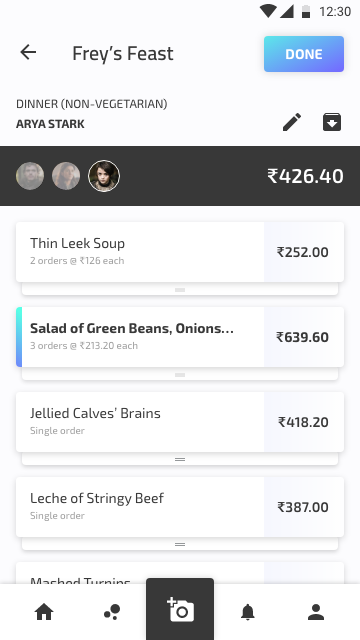 12:30
Frey’s Feast
DONE
DINNER (NON-VEGETARIAN)
ARYA STARK
₹426.40
Thin Leek Soup
2 orders @ ₹126 each
₹252.00
Salad of Green Beans, Onions...
3 orders @ ₹213.20 each
₹639.60
Jellied Calves’ Brains
Single order
₹418.20
Leche of Stringy Beef
Single order
₹387.00
Mashed Turnips